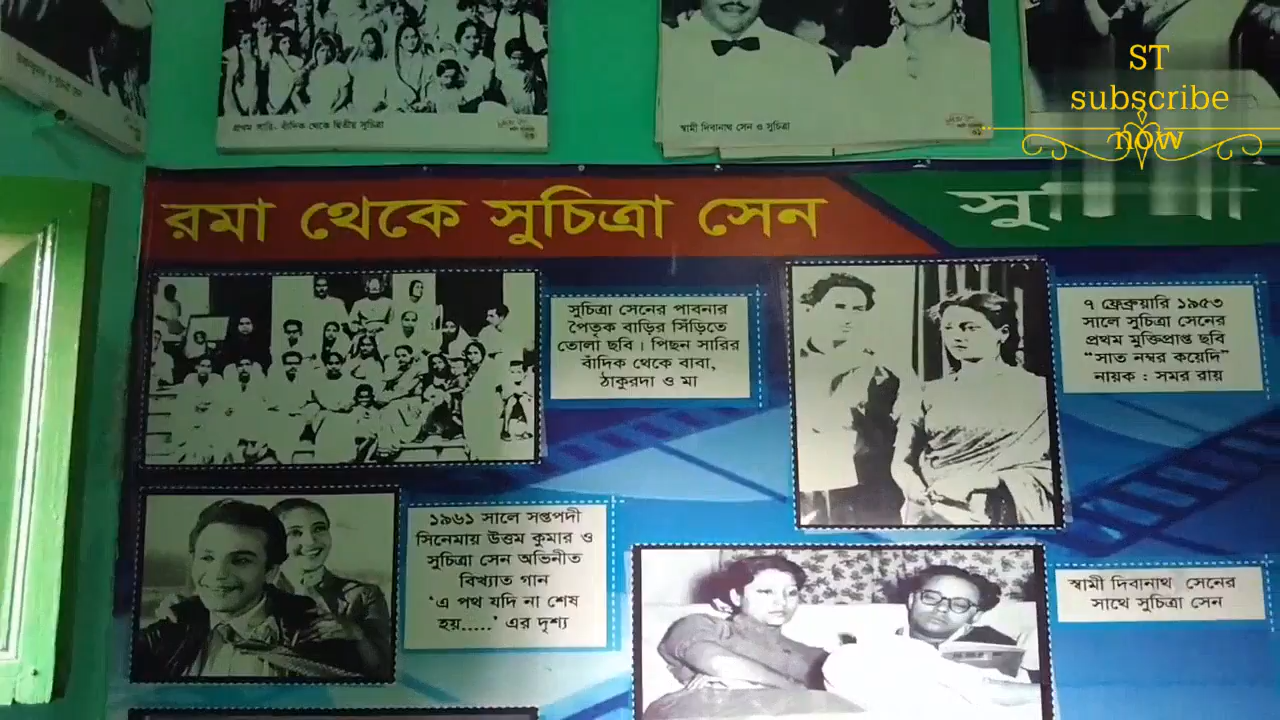 ST
subscribe
now
প্রথম সারি- বাঁদিক থেকে দ্বিতীয় সুচিত্রা
স্বামী দিবানাথ সেন ও সুচিত্রা
রমা থেকে সুচিত্রা সেন
সুচিত্রা সেনের পাবনার
পৈতৃক বাড়ির সিঁড়িতে
তোলা ছবি। পিছন সারির
বাঁদিক থেকে বাবা,
ঠাকুরদা ও মা
৭ ফেব্রুয়ারি ১৯৫৩
সালে সুচিত্রা সেনের
প্রথম মুক্তিপ্রাপ্ত ছবি
“সাত নম্বর কয়েদি”
নায়ক : সমর রায়
১৯৬১ সালে সপ্তপদী
সিনেমায় উত্তম কুমার ও
সুচিত্রা সেন অভিনীত
বিখ্যাত গান
‘এ পথ যদি না শেষ
হয়.....’ এর দৃশ্য
স্বামী দিবানাথ সেনের
সাথে সুচিত্রা সেন